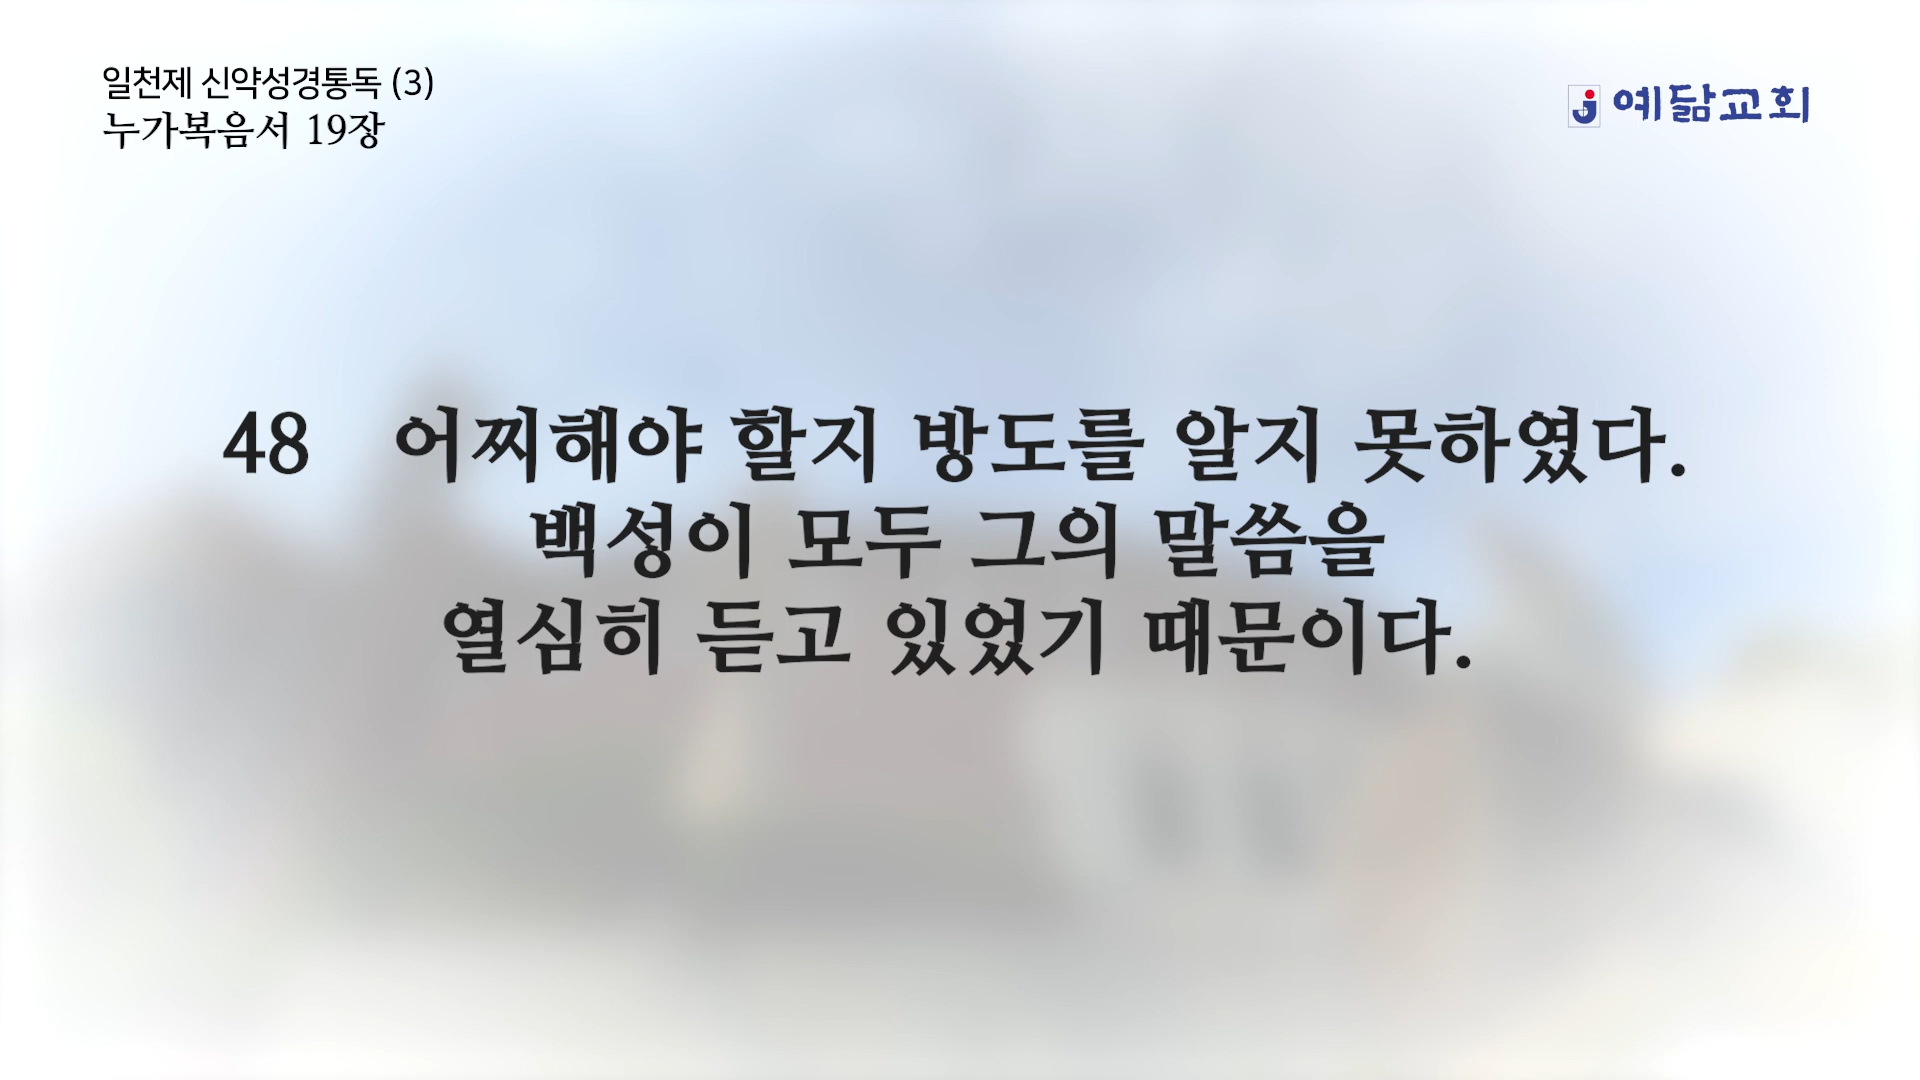 일천제 신약성경통독 (3)
누가복음서 19장
예닮교회
48 어찌해야 할지 방도를 알지 못하였다.
백성이 모두 그의 말씀을
열심히 듣고 있었기 때문이다.